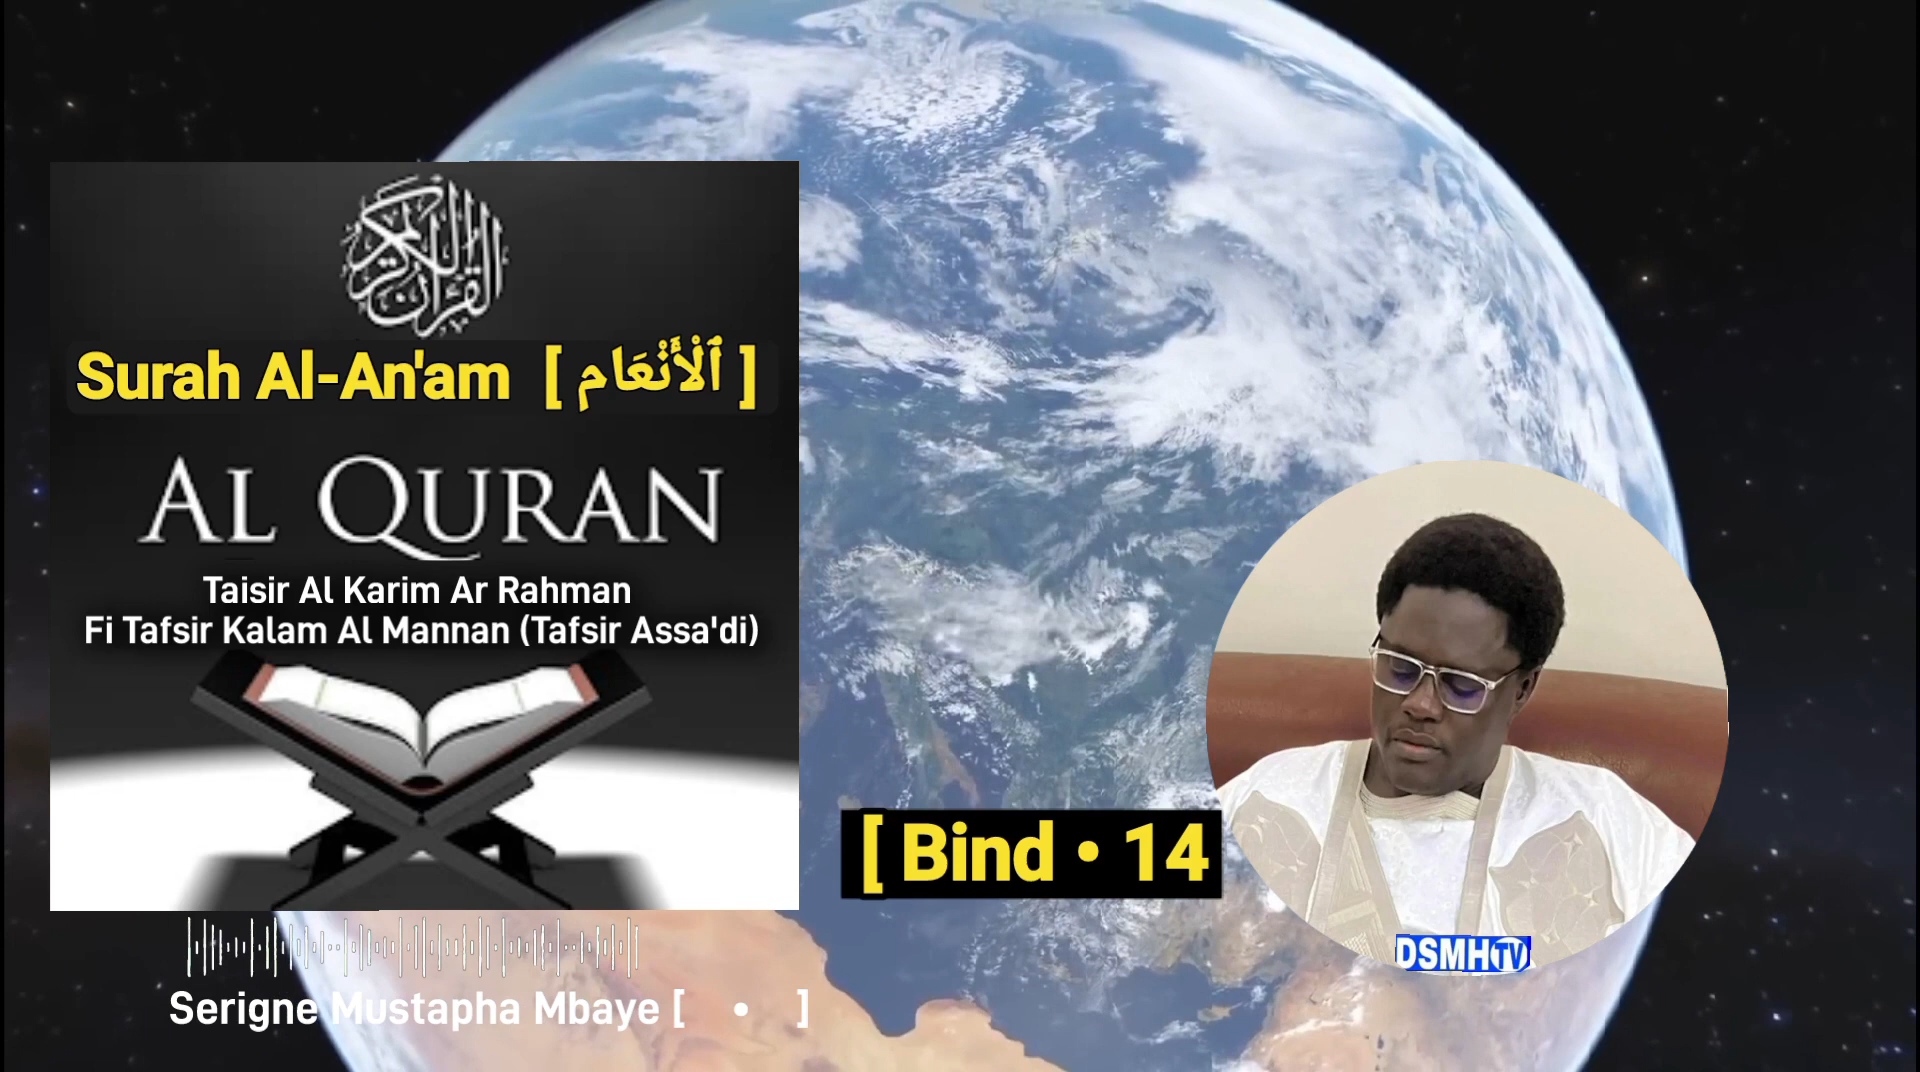 القرآن الكريم
Surah Al-An'am [ ٱلْأَنْعَام ]
AL QURAN
Taisir Al Karim Ar Rahman
Fi Tafsir Kalam Al Mannan (Tafsir Assa'di)
[ Bind • 14
DSMHTV
Serigne Mustapha Mbaye [ • ]